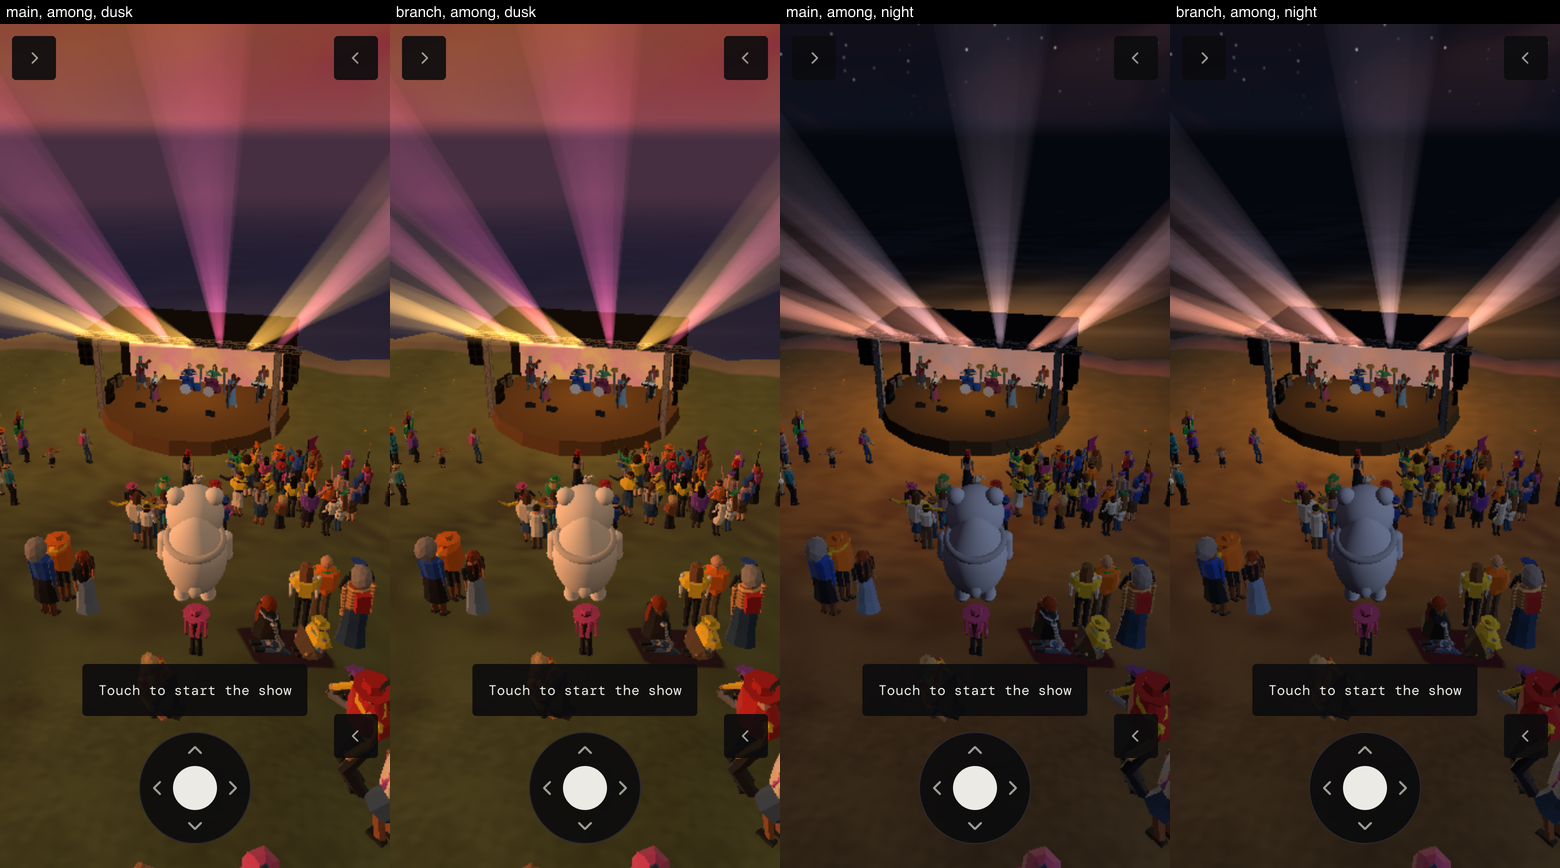 main, among, dusk
branch, among, dusk
main, among, night
branch, among, night
Touch to start the show
Touch to start the show
Touch to start the show
Touch to start the show